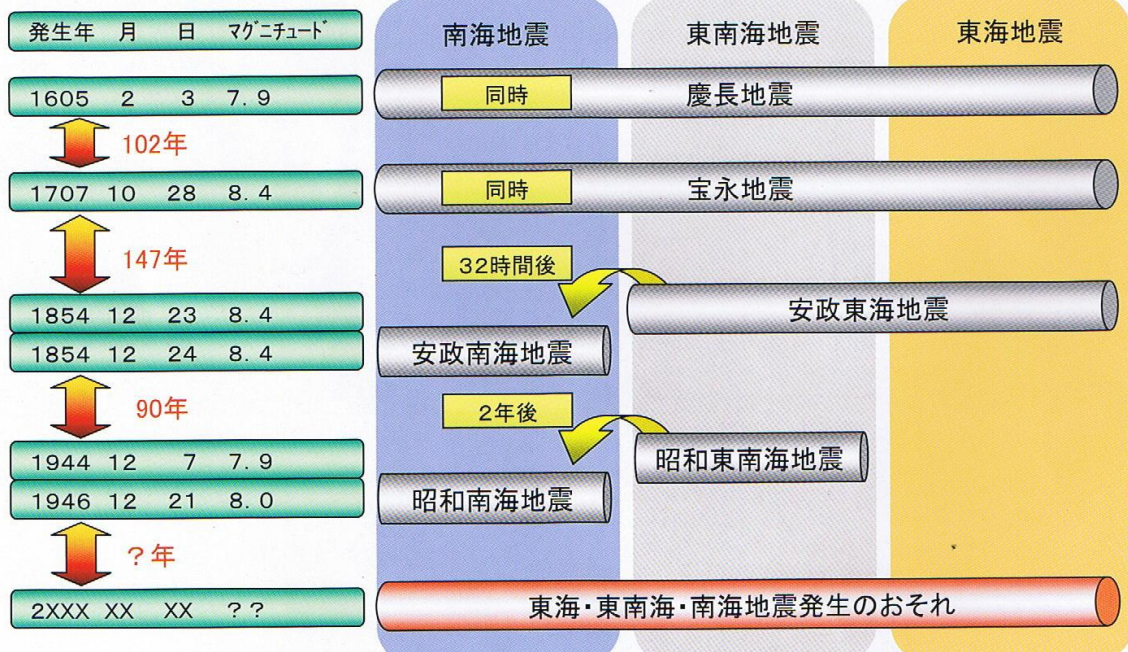 発生年 月 日 マグニチュード 南海地震 東南海地震 東海地震
1605 2 3 7.9 同時 慶長地震
102年
1707 10 28 8.4 同時 宝永地震
147年
32時間後
1854 12 23 8.4 安政東海地震
1854 12 24 8.4 安政南海地震
90年
2年後
1944 12 7 7.9 昭和東南海地震
1946 12 21 8.0 昭和南海地震
?年
2XXX XX XX ?? 東海・東南海・南海地震発生のおそれ